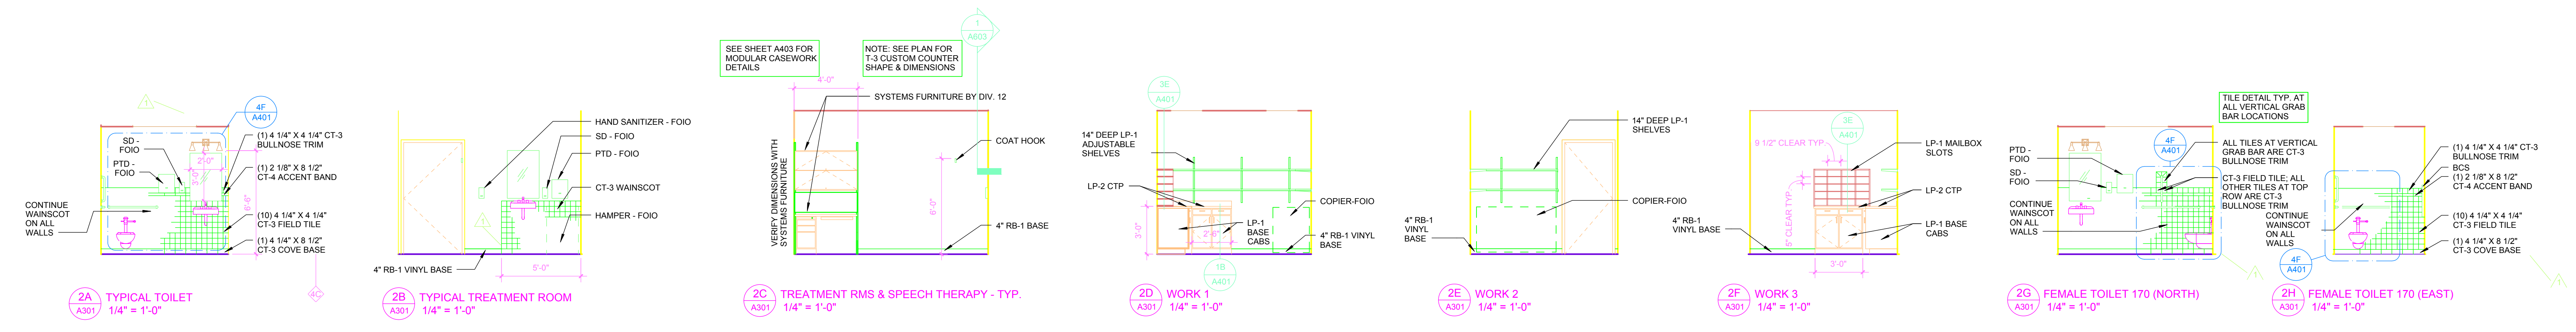 1
4F
A401
SD -
FOIO
PTD -
FOIO
2'-0"
3'-0"
6'-6"
(1) 4 1/4" X 4 1/4" CT-3
BULLNOSE TRIM
(1) 2 1/8" X 8 1/2"
CT-4 ACCENT BAND
(10) 4 1/4" X 4 1/4"
CT-3 FIELD TILE
(1) 4 1/4" X 8 1/2"
CT-3 COVE BASE
CONTINUE
WAINSCOT
ON ALL
WALLS
4C
2A
A301
TYPICAL TOILET
1/4" = 1'-0"
HAND SANITIZER - FOIO
SD - FOIO
PTD - FOIO
CT-3 WAINSCOT
HAMPER - FOIO
1
4" RB-1 VINYL BASE
5'-0"
2B
A301
TYPICAL TREATMENT ROOM
1/4" = 1'-0"
SEE SHEET A403 FOR
MODULAR CASEWORK
DETAILS
NOTE: SEE PLAN FOR
T-3 CUSTOM COUNTER
SHAPE & DIMENSIONS
1
A603
4'-0"
SYSTEMS FURNITURE BY DIV. 12
COAT HOOK
VERIFY DIMENSIONS WITH
SYSTEMS FURNITURE
6'-0"
4" RB-1 BASE
2C
A301
TREATMENT RMS & SPEECH THERAPY - TYP.
1/4" = 1'-0"
3E
A401
14" DEEP LP-1
ADJUSTABLE
SHELVES
LP-2 CTP
3'-0"
2'-6"
LP-1
BASE
CABS
COPIER-FOIO
4" RB-1 VINYL
BASE
1B
A401
2D
A301
WORK 1
1/4" = 1'-0"
14" DEEP LP-1
SHELVES
COPIER-FOIO
4" RB-1
VINYL
BASE
2E
A301
WORK 2
1/4" = 1'-0"
3E
A401
9 1/2" CLEAR TYP.
5" CLEAR TYP.
LP-1 MAILBOX
SLOTS
LP-2 CTP
LP-1 BASE
CABS
4" RB-1
VINYL BASE
3'-0"
2F
A301
WORK 3
1/4" = 1'-0"
TILE DETAIL TYP. AT
ALL VERTICAL GRAB
BAR LOCATIONS
4F
A401
PTD -
FOIO
SD -
FOIO
CONTINUE
WAINSCOT
ON ALL
WALLS
ALL TILES AT VERTICAL
GRAB BAR ARE CT-3
BULLNOSE TRIM
CT-3 FIELD TILE; ALL
OTHER TILES AT TOP
ROW ARE CT-3
BULLNOSE TRIM
1
2G
A301
FEMALE TOILET 170 (NORTH)
1/4" = 1'-0"
CONTINUE
WAINSCOT
ON ALL
WALLS
4F
A401
(1) 4 1/4" X 4 1/4" CT-3
BULLNOSE TRIM
BCS
(1) 2 1/8" X 8 1/2"
CT-4 ACCENT BAND
(10) 4 1/4" X 4 1/4"
CT-3 FIELD TILE
(1) 4 1/4" X 8 1/2"
CT-3 COVE BASE
1
2H
A301
FEMALE TOILET 170 (EAST)
1/4" = 1'-0"